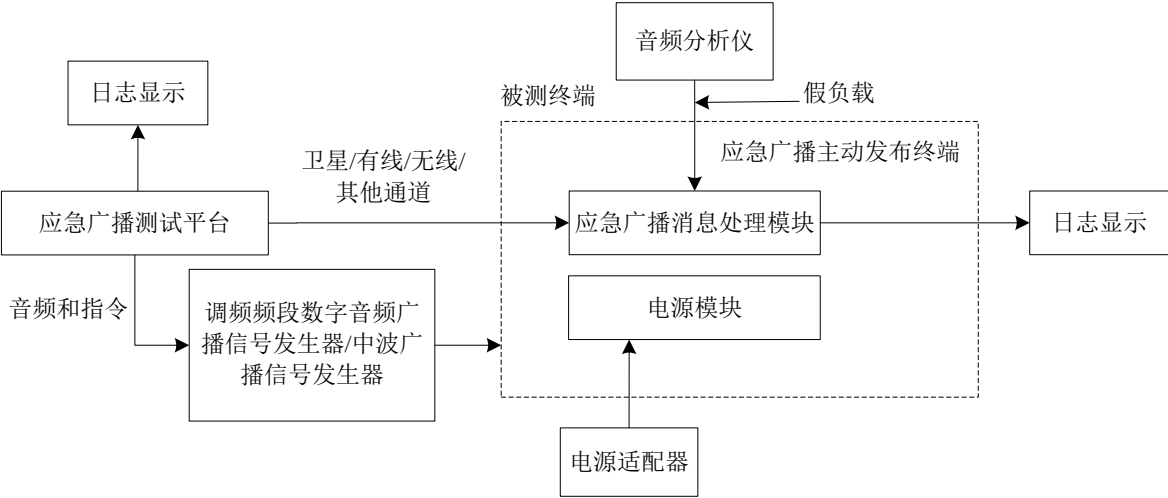 音频分析仪
日志显示
被测终端
假负载
应急广播主动发布终端
卫星/有线/无线/
其他通道
应急广播测试平台
应急广播消息处理模块
日志显示
音频和指令
调频频段数字音频广
播信号发生器/中波广
播信号发生器
电源模块
电源适配器